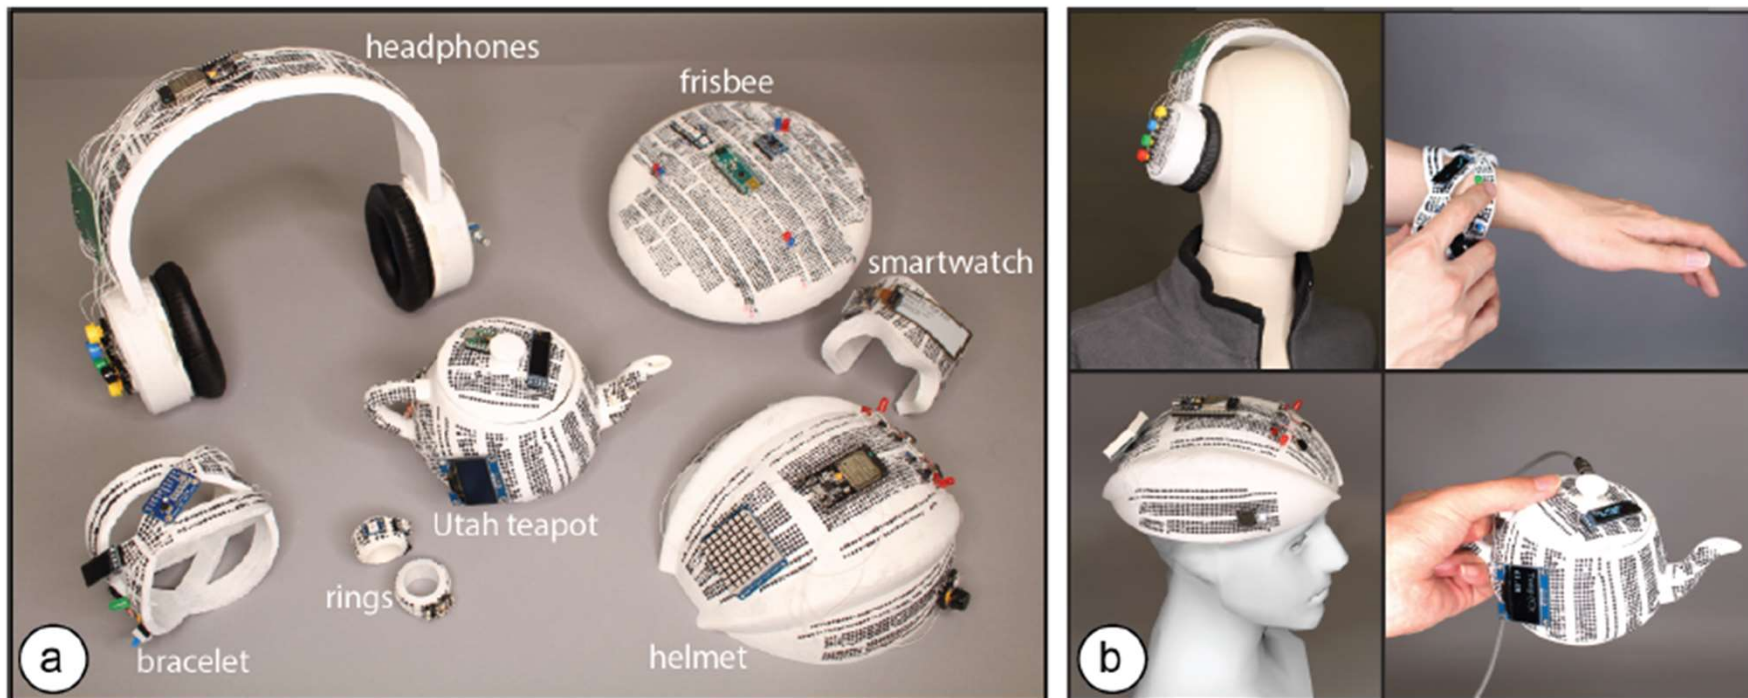 headphones
frisbee
smartwatch
Utah teapot
rings
bracelet
helmet
a
b